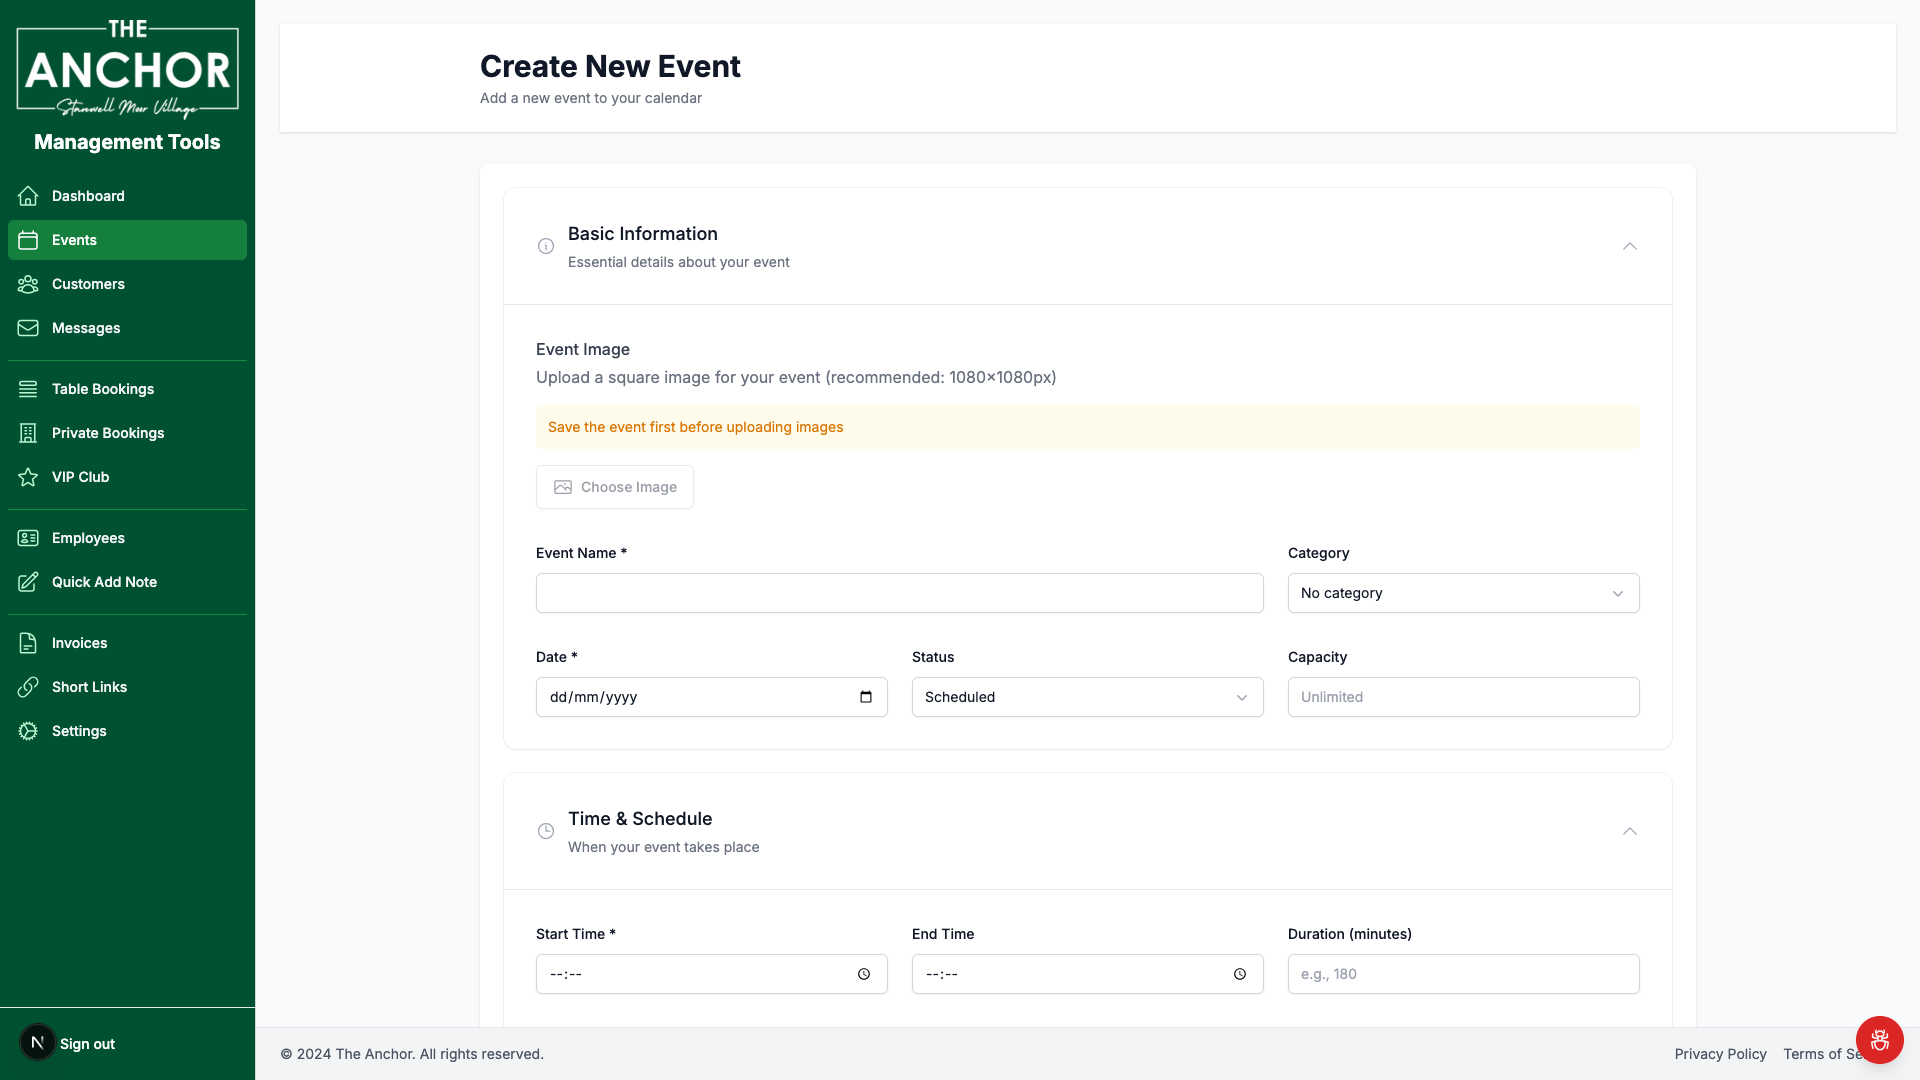 THE
ANCHOR
Stanwell Moor Village
Management Tools
Dashboard
Events
Customers
Messages
Table Bookings
Private Bookings
VIP Club
Employees
Quick Add Note
Invoices
Short Links
Settings
N
Sign out
Create New Event
Add a new event to your calendar
Basic Information
Essential details about your event
Event Image
Upload a square image for your event (recommended: 1080×1080px)
Save the event first before uploading images
Choose Image
Event Name *
Category
No category
Date *
Status
Capacity
dd/mm/yyyy
Scheduled
Unlimited
Time & Schedule
When your event takes place
Start Time *
End Time
Duration (minutes)
--:--
--:--
e.g., 180
© 2024 The Anchor. All rights reserved.
Privacy Policy
Terms of Se